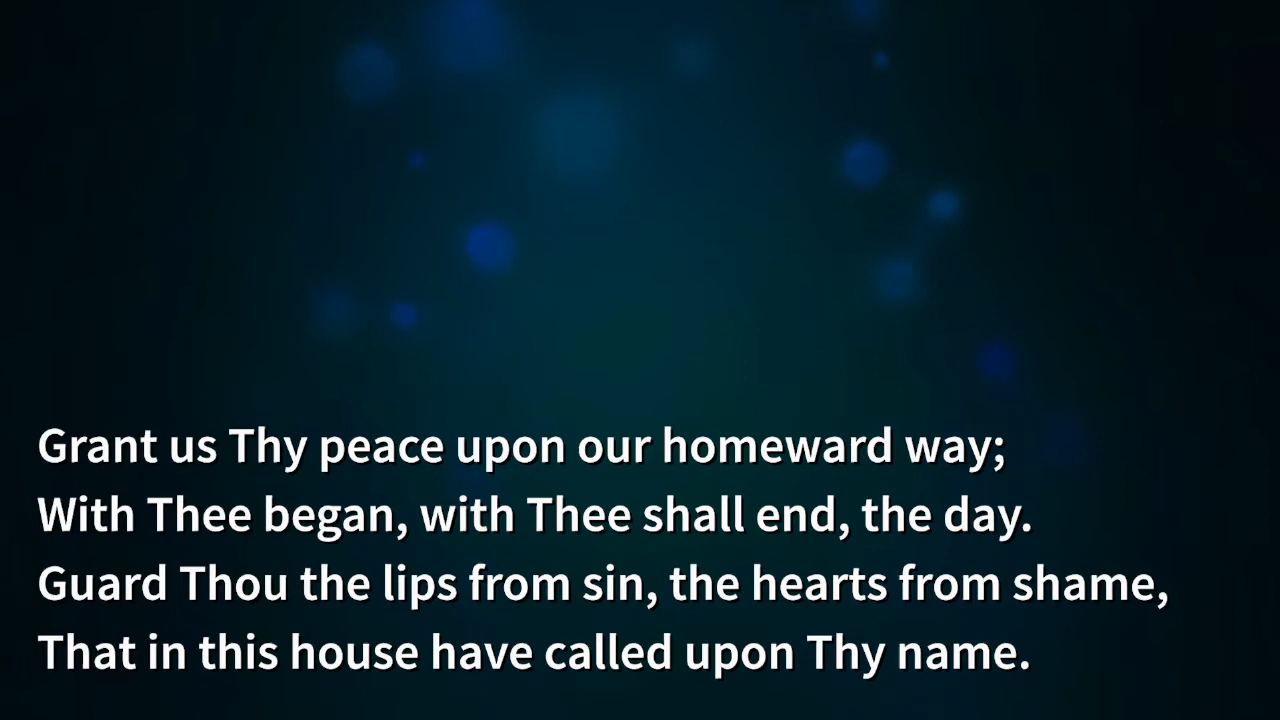 Grant us Thy peace upon our homeward way;
With Thee began, with Thee shall end, the day.
Guard Thou the lips from sin, the hearts from shame,
That in this house have called upon Thy name.